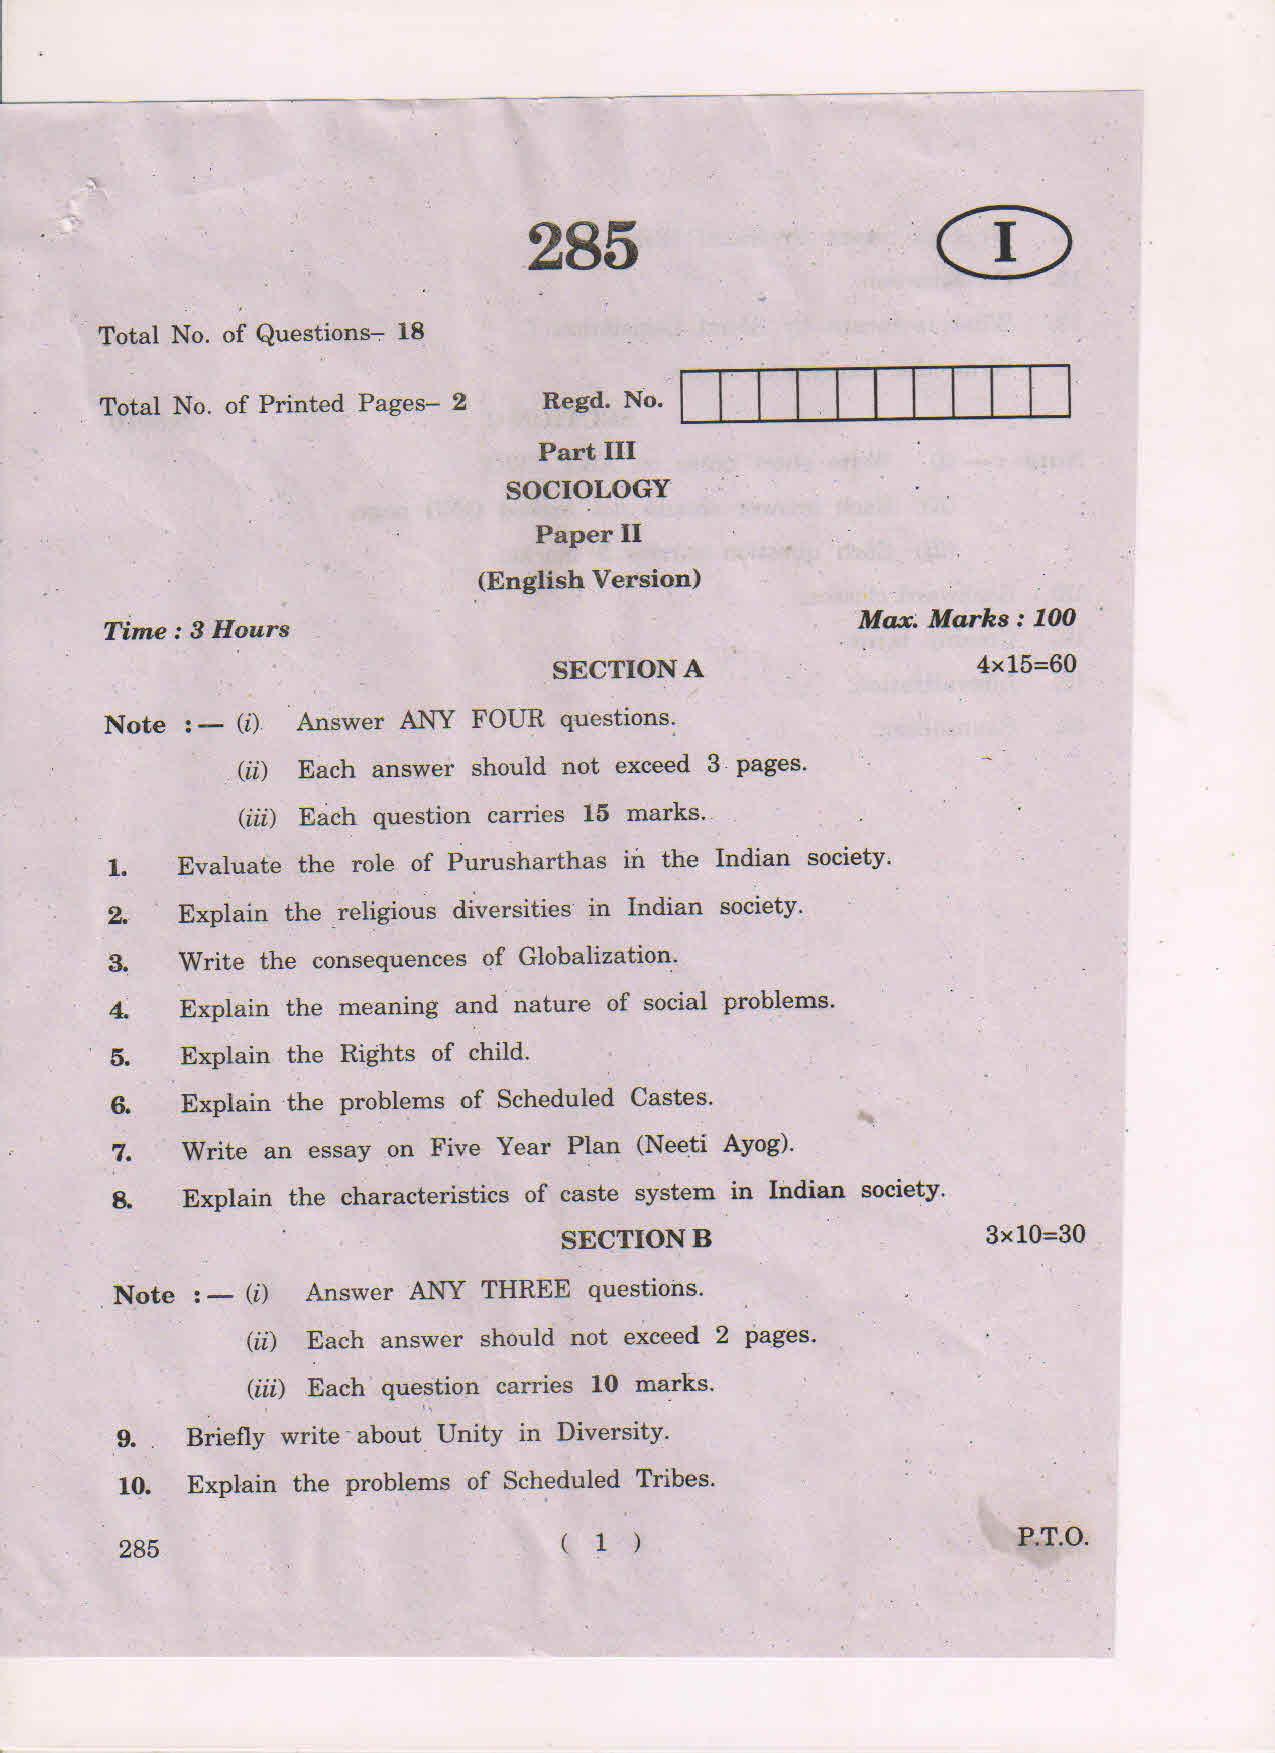 285
I
Total No. of Questions– 18
Total No. of Printed Pages– 2 Regd. No.
Part III
SOCIOLOGY
Paper II
(English Version)
Time : 3 Hours Max. Marks : 100
SECTION A 4×15=60
Note :— (i) Answer ANY FOUR questions.
(ii) Each answer should not exceed 3 pages.
(iii) Each question carries 15 marks.
1. Evaluate the role of Purusharthas in the Indian society.
2. Explain the religious diversities in Indian society.
3. Write the consequences of Globalization.
4. Explain the meaning and nature of social problems.
5. Explain the Rights of child.
6. Explain the problems of Scheduled Castes.
7. Write an essay on Five Year Plan (Neeti Ayog).
8. Explain the characteristics of caste system in Indian society.
SECTION B 3×10=30
Note :— (i) Answer ANY THREE questions.
(ii) Each answer should not exceed 2 pages.
(iii) Each question carries 10 marks.
9. Briefly write about Unity in Diversity.
10. Explain the problems of Scheduled Tribes.
285 ( 1 ) P.T.O.